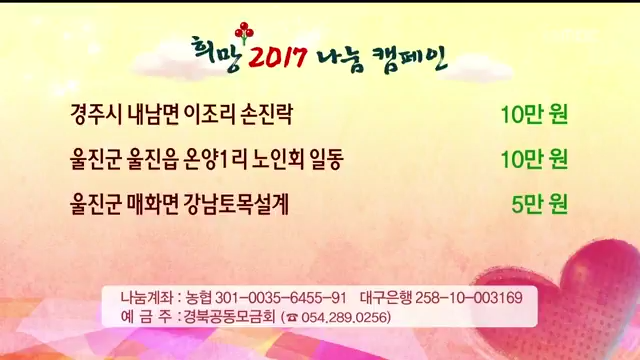 희망 2017 나눔 캠페인
경주시 내남면 이조리 손진락 10만 원
울진군 울진읍 온양1리 노인회 일동 10만 원
울진군 매화면 강남토목설계 5만 원
나눔계좌 : 농협 301-0035-6455-91 대구은행 258-10-003169
예 금 주 : 경북공동모금회 (☎ 054.289.0256)